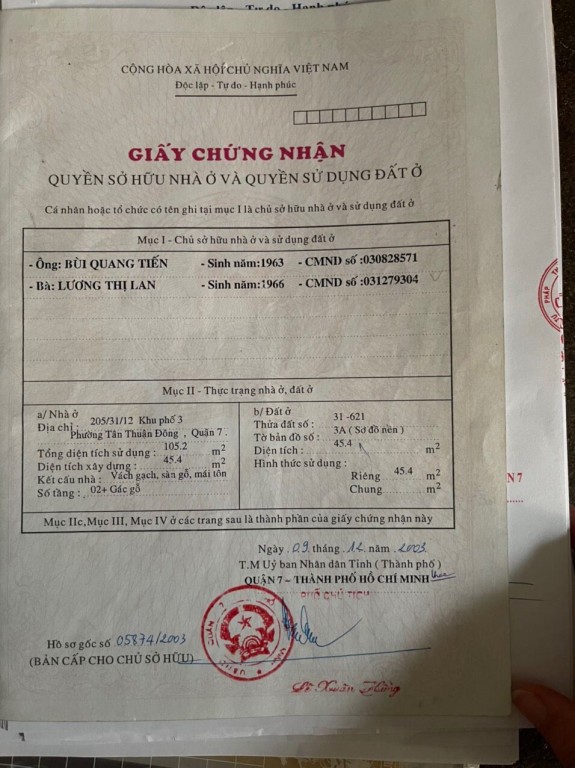 CỘNG HÒA XÃ HỘI CHỦ NGHĨA VIỆT NAM
Độc lập - Tự do - Hạnh phúc
GIẤY CHỨNG NHẬN
QUYỀN SỞ HỮU NHÀ Ở VÀ QUYỀN SỬ DỤNG ĐẤT Ở
Cá nhân hoặc tổ chức có tên ghi tại mục I là chủ sở hữu nhà ở và sử dụng đất ở
Mục I - Chủ sở hữu nhà ở và sử dụng đất ở
- Ông: BÙI QUANG TIẾN - Sinh năm:1963 - CMND số :030828571
- Bà: LƯƠNG THỊ LAN - Sinh năm:1966 - CMND số :031279304
Mục II - Thực trạng nhà ở, đất ở
a/ Nhà ở
Địa chỉ : 205/31/12 Khu phố 3
Phường Tân Thuận Đông , Quận 7 .
Tổng diện tích sử dụng : 105.2 m2
Diện tích xây dựng : 45.4 m2
Kết cấu nhà : Vách gạch, sàn gỗ, mái tôn
Số tầng : 02+ Gác gỗ
b/ Đất ở
Thửa đất số : 31 -621
Tờ bản đồ số : 3A ( Sơ đồ nền )
Diện tích : 45.4 m2
Hình thức sử dụng :
Riêng 45.4 m2
Chung m2
Mục IIc,Mục III, Mục IV ở các trang sau là thành phần của giấy chứng nhận này
Ngày 09 tháng 12 năm 2003
T.M Uỷ ban Nhân dân Tỉnh ( Thành phố )
QUẬN 7 - THÀNH PHỐ HỒ CHÍ MINH
PHÓ CHỦ TỊCH
QUẬN 7
Hồ sơ gốc số 05874/2003
(BẢN CẤP CHO CHỦ SỞ HỮU)
Lê Xuân Hùng
N 7